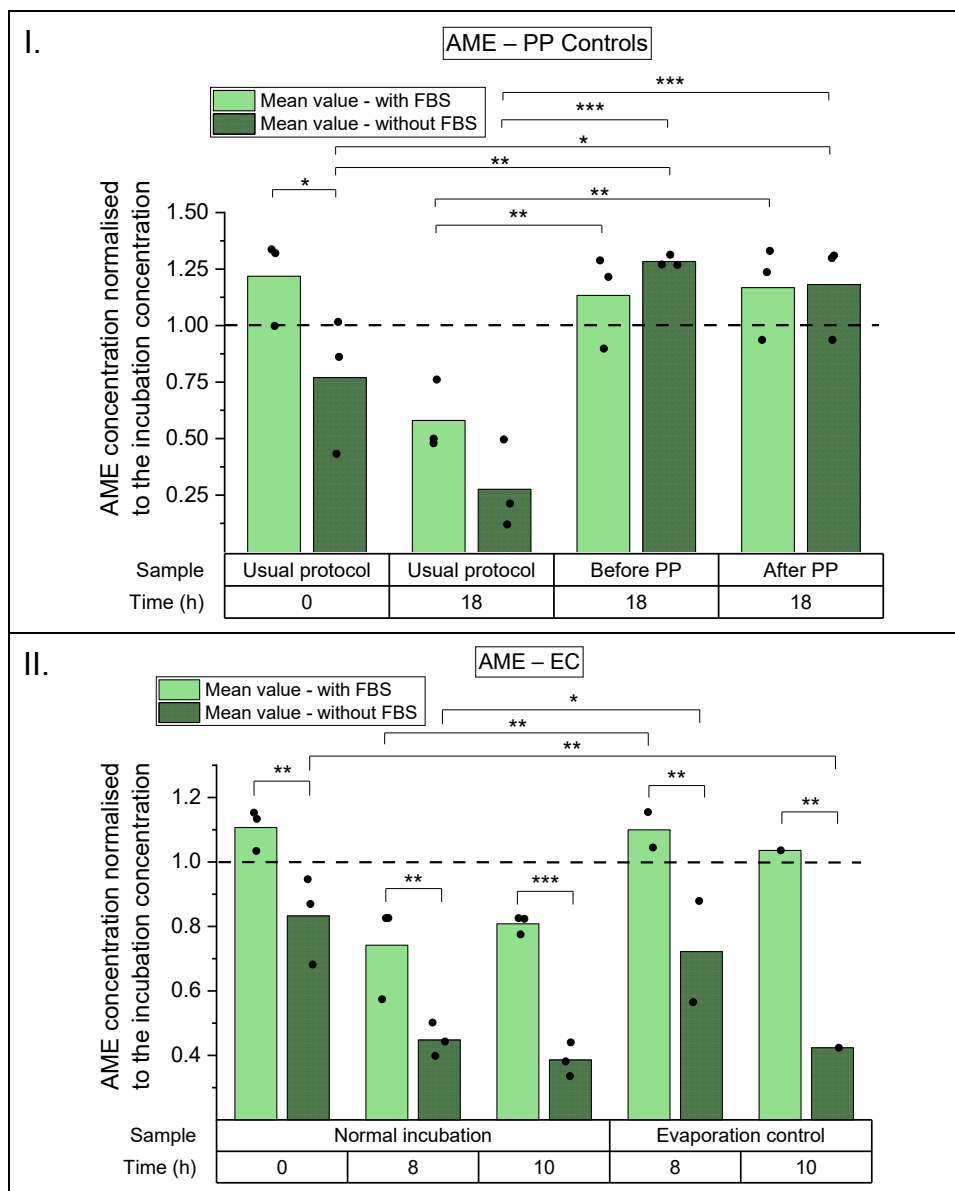 I.
AME – PP Controls
Mean value - with FBS
Mean value - without FBS
***
***
*
**
*
**
**
AME concentration normalised
to the incubation concentration
1.50
1.25
1.00
0.75
0.50
0.25
Sample Usual protocol Usual protocol Before PP After PP
Time (h) 0 18 18 18
II.
AME – EC
Mean value - with FBS
Mean value - without FBS
*
**
**
**
**
**
**
***
AME concentration normalised
to the incubation concentration
1.2
1.0
0.8
0.6
0.4
Sample Normal incubation Evaporation control
Time (h) 0 8 10 8 10